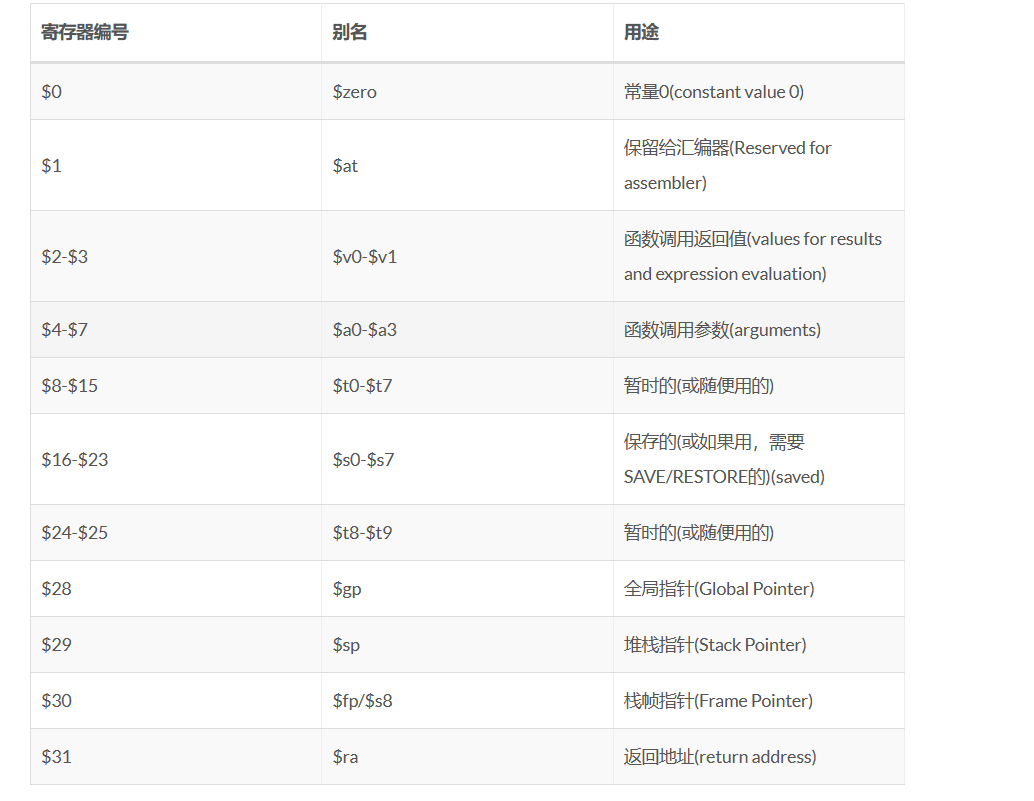 寄存器编号 别名 用途
$0 $zero 常量0(constant value 0)
$1 $at 保留给汇编器(Reserved for
assembler)
$2-$3 $v0-$v1 函数调用返回值(values for results
and expression evaluation)
$4-$7 $a0-$a3 函数调用参数(arguments)
$8-$15 $t0-$t7 暂时的(或随便用的)
$16-$23 $s0-$s7 保存的(或如果用，需要
SAVE/RESTORE的)(saved)
$24-$25 $t8-$t9 暂时的(或随便用的)
$28 $gp 全局指针(Global Pointer)
$29 $sp 堆栈指针(Stack Pointer)
$30 $fp/$s8 栈帧指针(Frame Pointer)
$31 $ra 返回地址(return address)